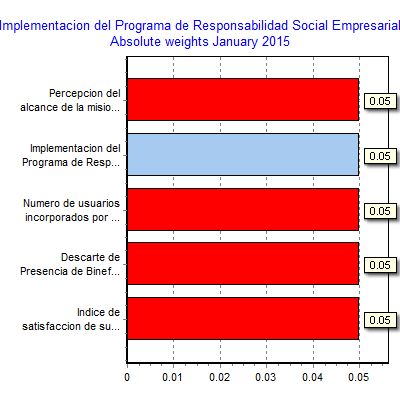 Implementacion del Programa de Responsabilidad Social Empresarial
Absolute weights January 2015
Percepcion del
alcance de la misio...
0.05
Implementacion del
Programa de Resp...
0.05
Numero de usuarios
incorporados por ...
0.05
Descarte de
Presencia de Binef...
0.05
Indice de
satisfaccion de su...
0.05
0 0.01 0.02 0.03 0.04 0.05